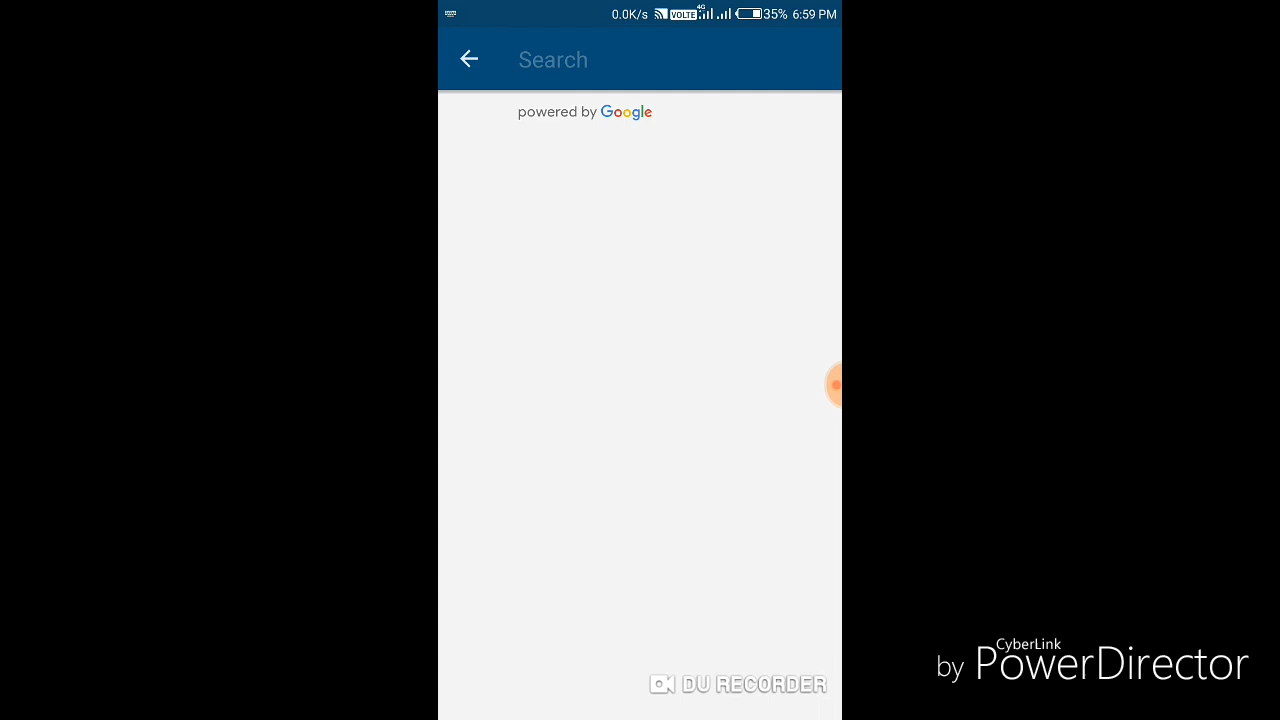 0.0K/s VOLTE 4G 35% 6:59 PM
Search
powered by Google
DU RECORDER
CyberLink
by PowerDirector